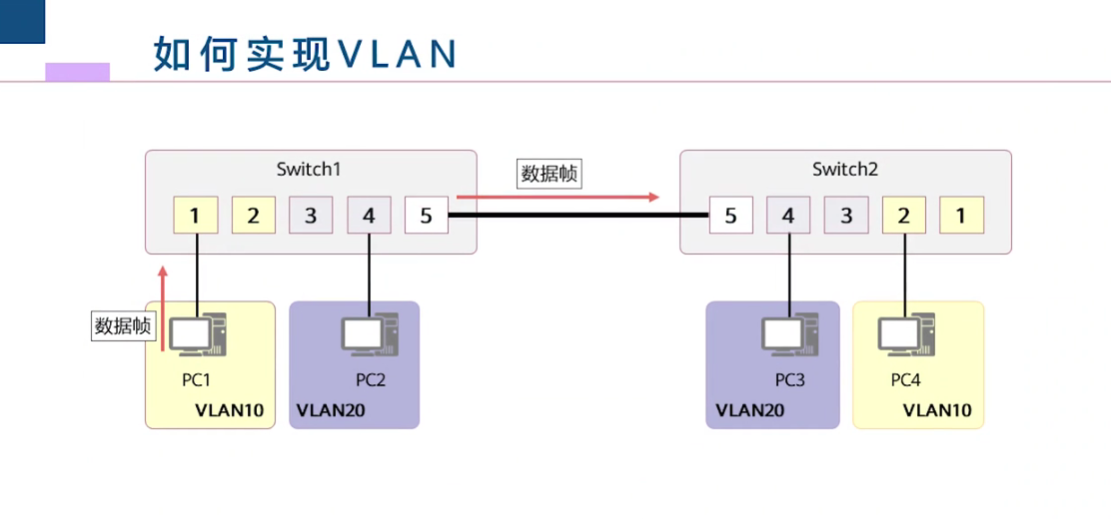 如何实现VLAN
Switch1
数据帧
Switch2
1 2 3 4 5
5 4 3 2 1
数据帧
PC1
PC2
PC3
PC4
VLAN10
VLAN20
VLAN20
VLAN10